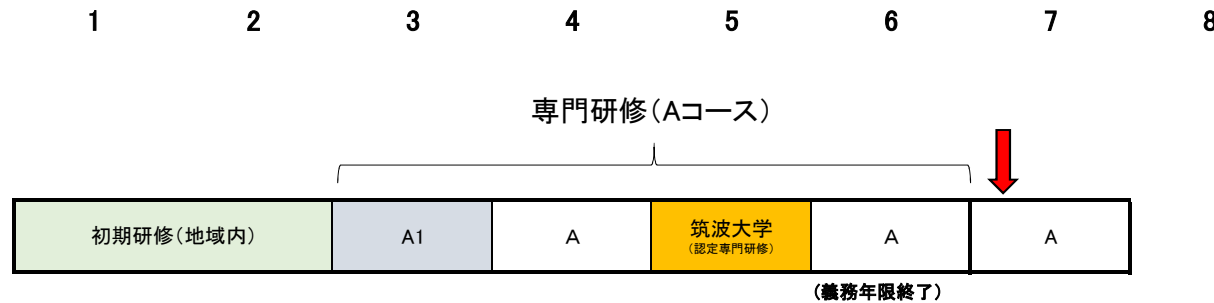 1 2 3 4 5 6 7 8
専門研修(Aコース)
初期研修(地域内) A1 A 筑波大学 A A
(認定専門研修)
(義務年限終了)